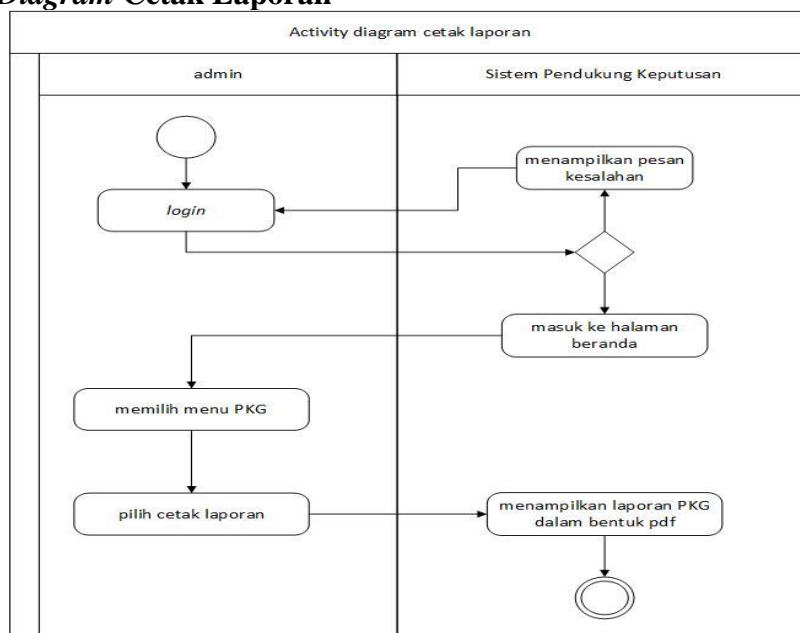 Diagram Cetak Laporan
Activity diagram cetak laporan
admin
Sistem Pendukung Keputusan
menampilkan pesan
kesalahan
login
masuk ke halaman
beranda
memilih menu PKG
pilih cetak laporan
menampilkan laporan PKG
dalam bentuk pdf